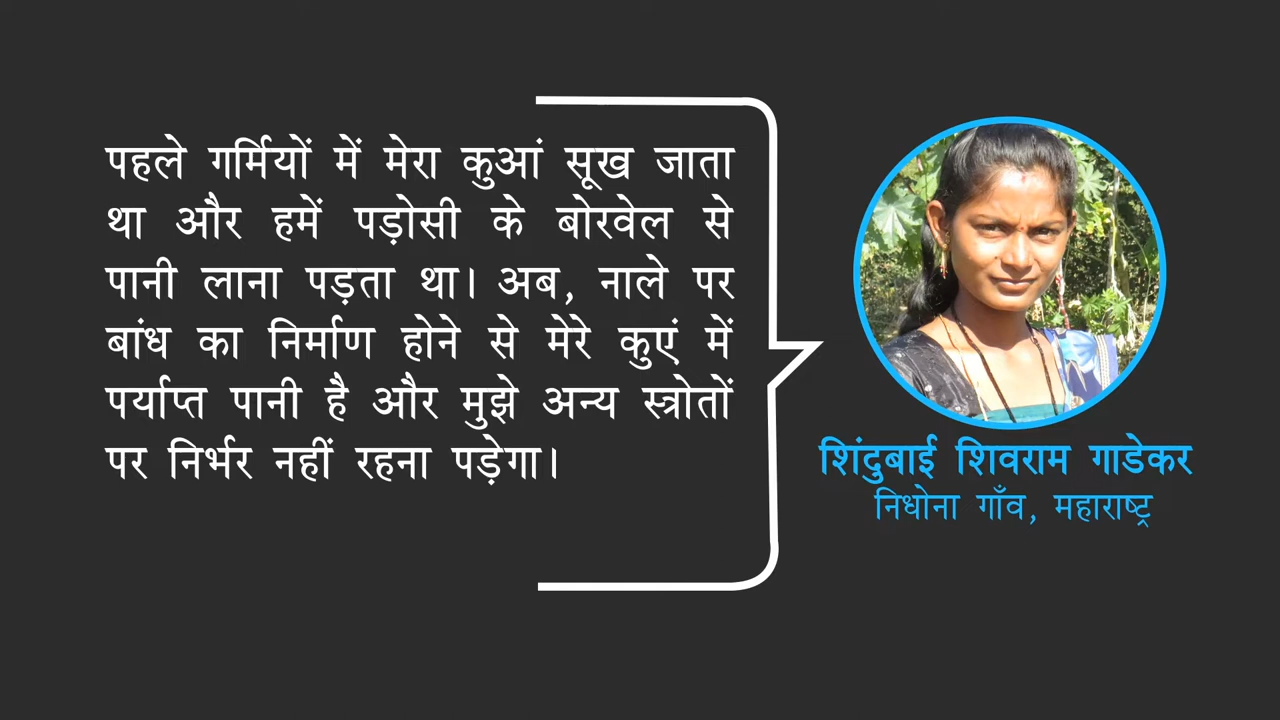 पहले गर्मियों में मेरा कुआं सूख जाता
था और हमें पड़ोसी के बोरवेल से
पानी लाना पड़ता था। अब, नाले पर
बांध का निर्माण होने से मेरे कुएं में
पर्याप्त पानी है और मुझे अन्य स्त्रोतों
पर निर्भर नहीं रहना पड़ेगा।
शिंदुबाई शिवराम गाडेकर
निधोना गाँव, महाराष्ट्र